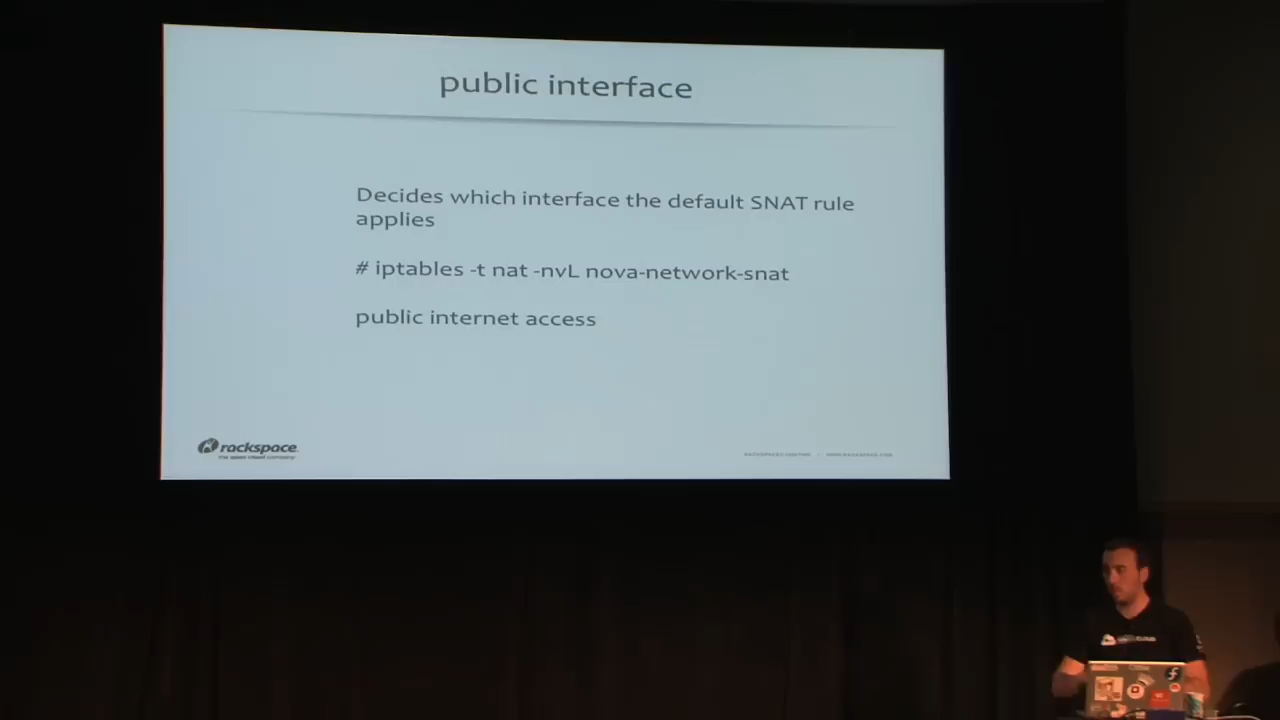 public interface
Decides which interface the default SNAT rule
applies
# iptables -t nat -nvL nova-network-snat
public internet access
rackspace